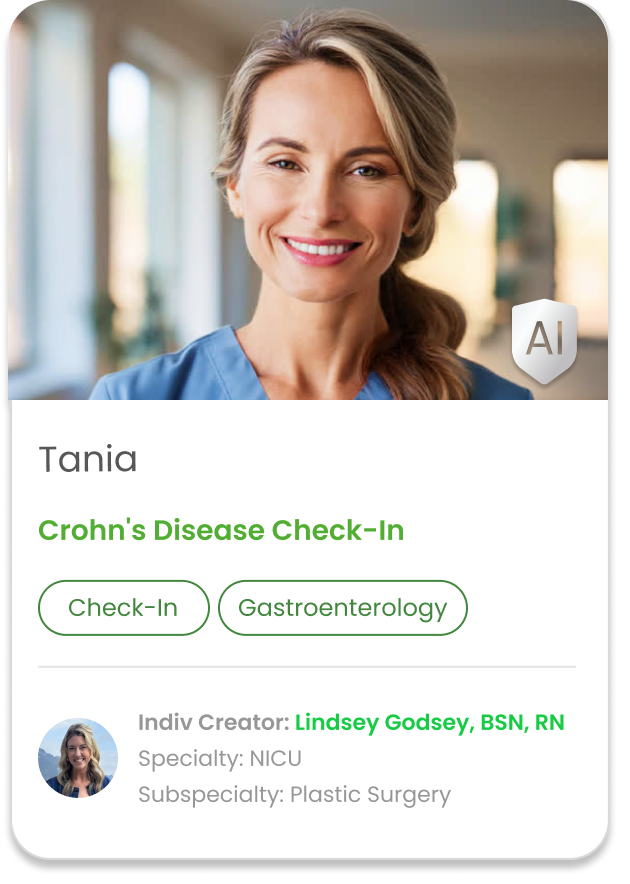 AI
Tania
Crohn's Disease Check-In
Check-In Gastroenterology
Indiv Creator: Lindsey Godsey, BSN, RN
Specialty: NICU
Subspecialty: Plastic Surgery